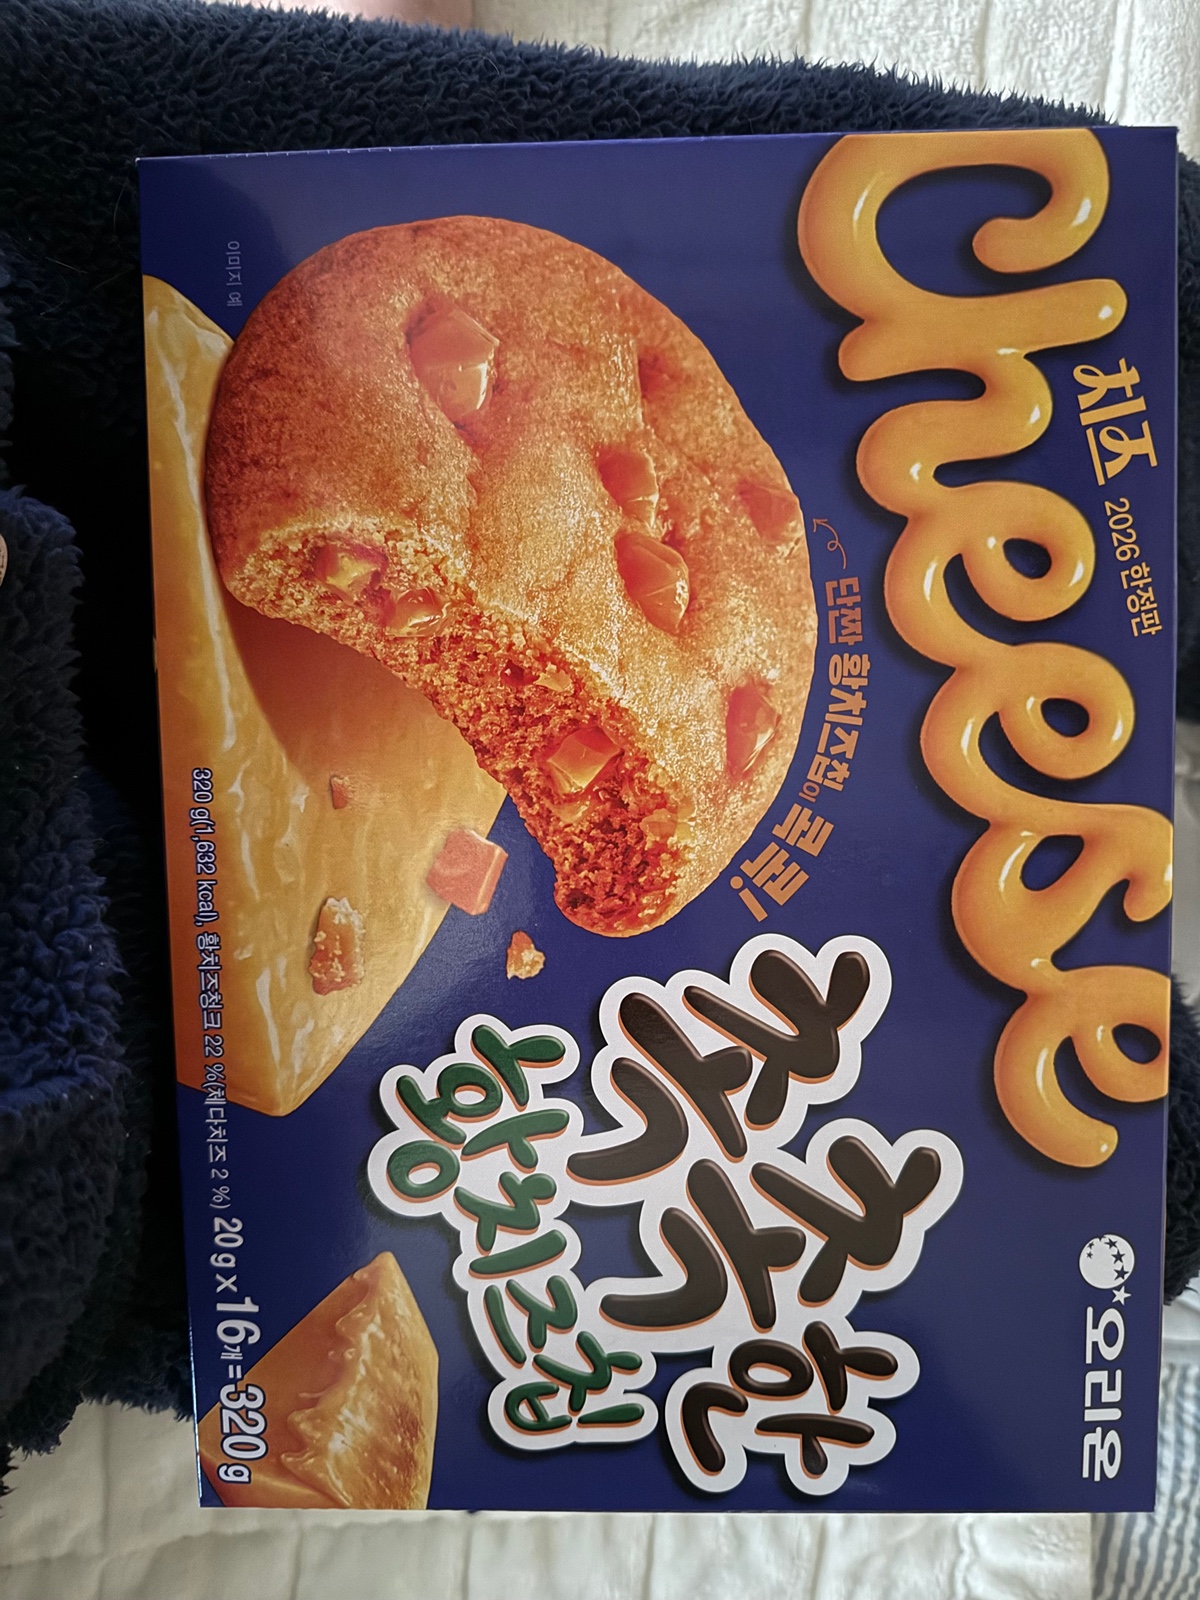 cheese
치즈 2026 한정판
오리온
단짠 황치즈칩이 콕콕!
촉촉한
황치즈칩
이미지 예
320 g(1,632 kcal), 황치즈청크 22 %(체다치즈 2 %) 20 g x 16개 = 320 g